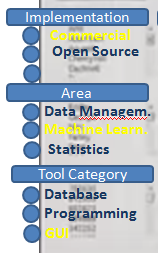 Implementation
Commercial
Open Source
Area
Data Managem.
Machine Learn.
Statistics
Tool Category
Database
Programming
GUI